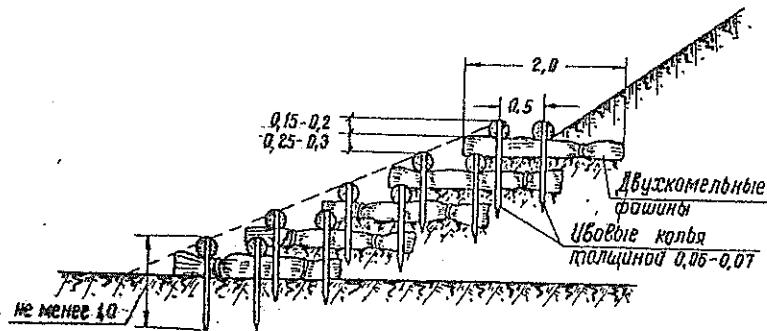 2,0
0,5
0,15-0,2
0,25-0,3
Двухкомельные
фашины
Ивовые колья
толщиной 0,06-0,07
не менее 1,0